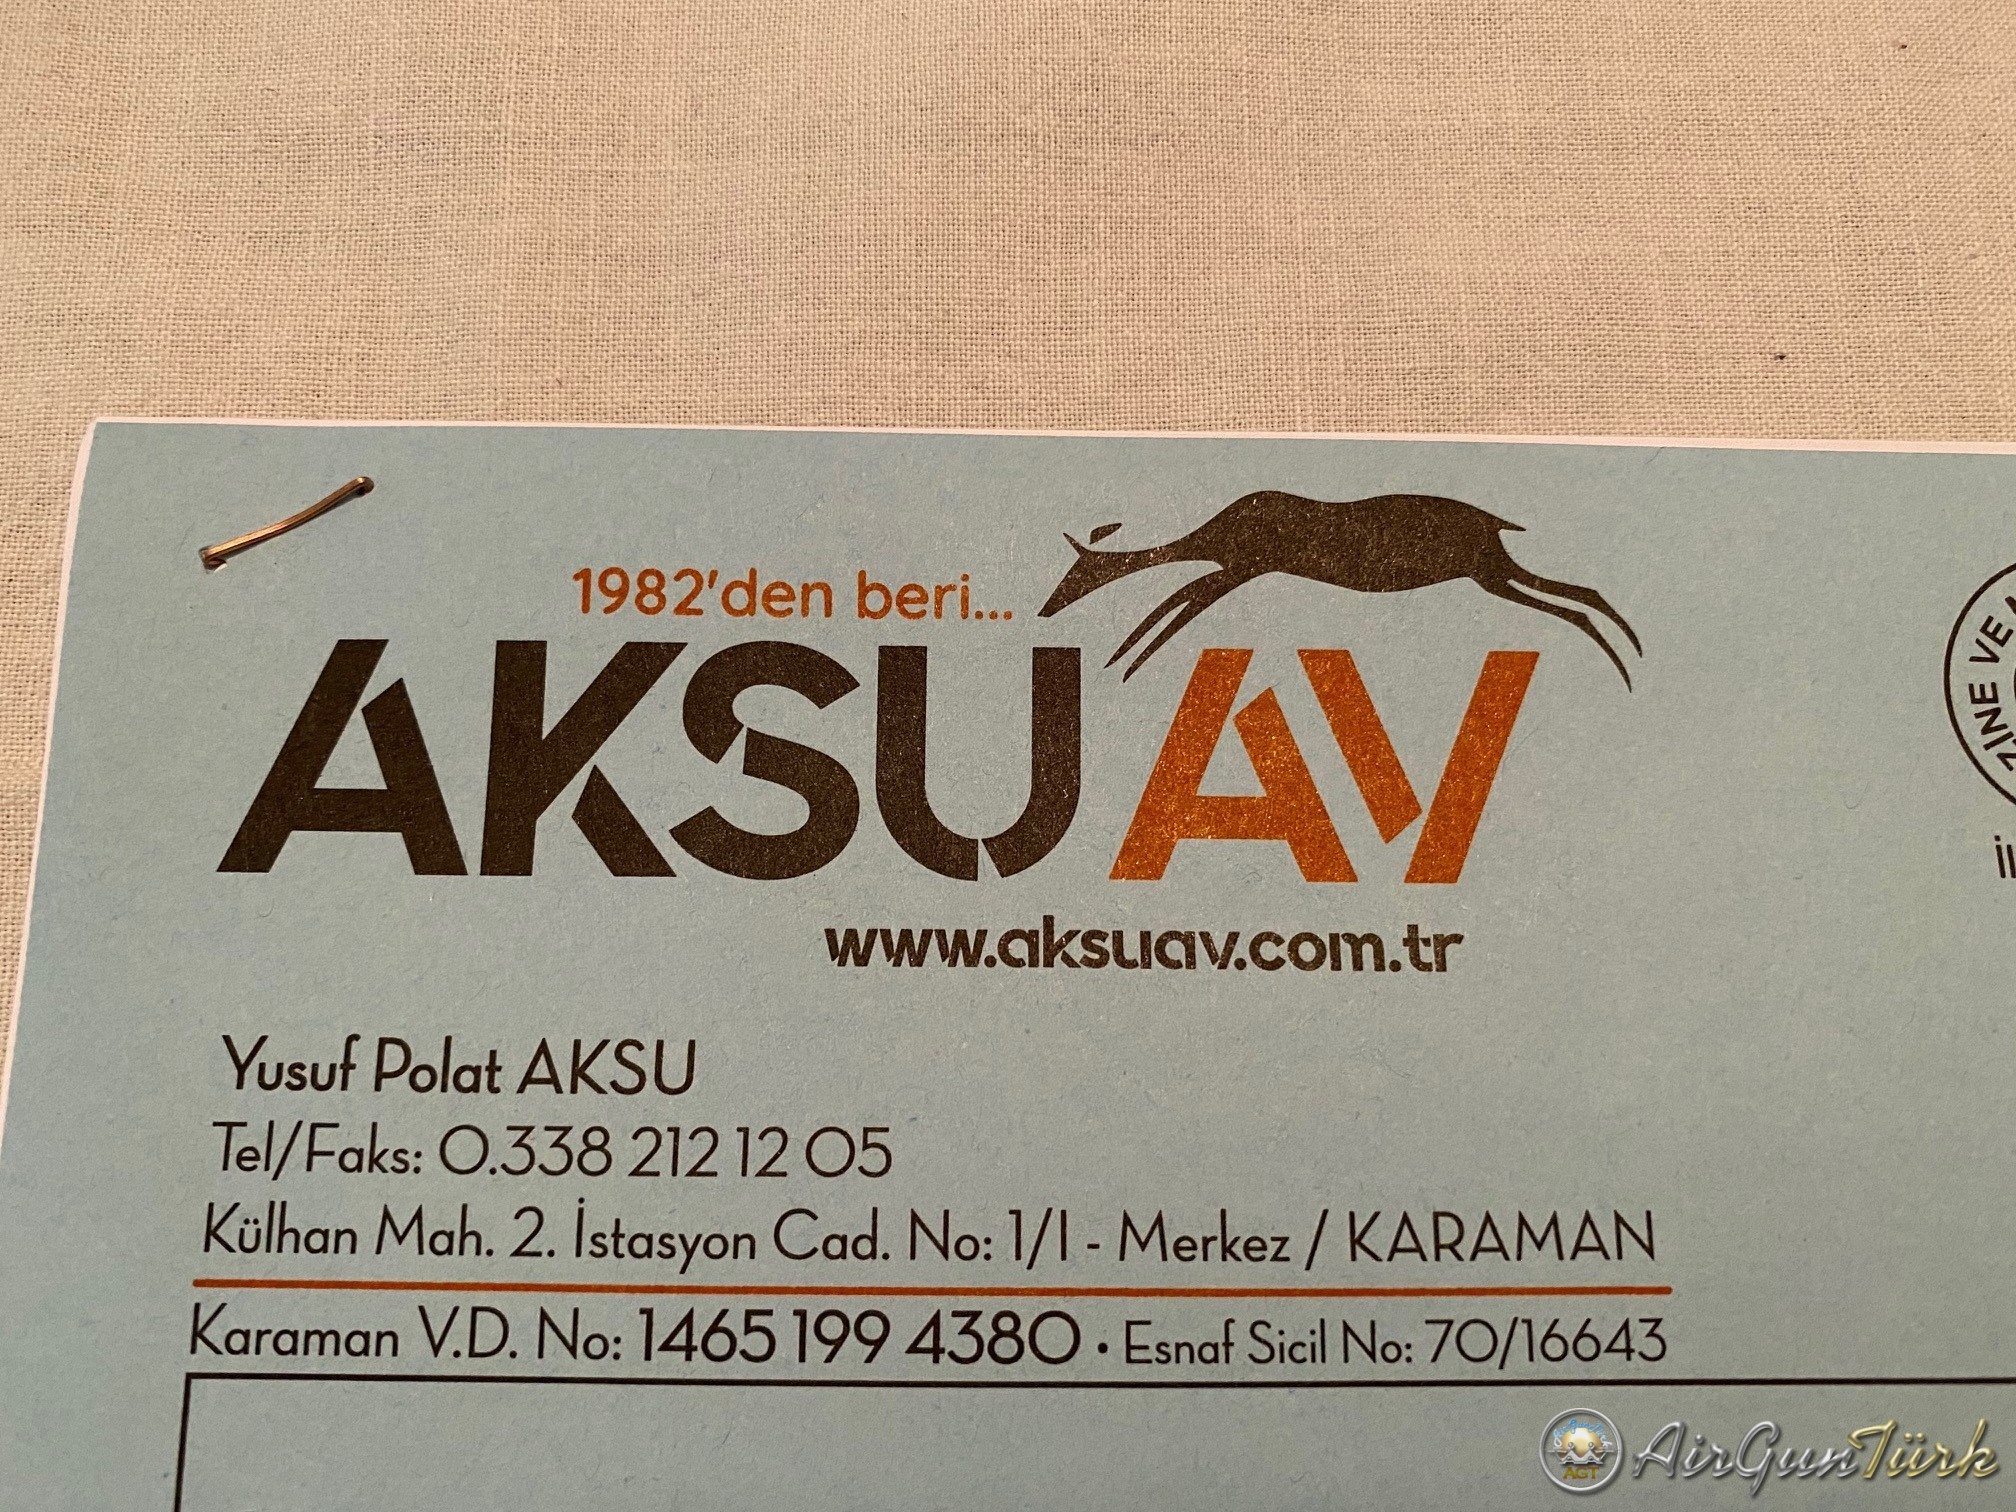 1982'den beri...
AKSU AV
www.aksuav.com.tr
Yusuf Polat AKSU
Tel/Faks: 0.338 212 12 05
Külhan Mah. 2. İstasyon Cad. No: 1/I - Merkez / KARAMAN
Karaman V.D. No: 1465 199 4380 • Esnaf Sicil No: 70/16643
VE
AGT
AirGunTürk